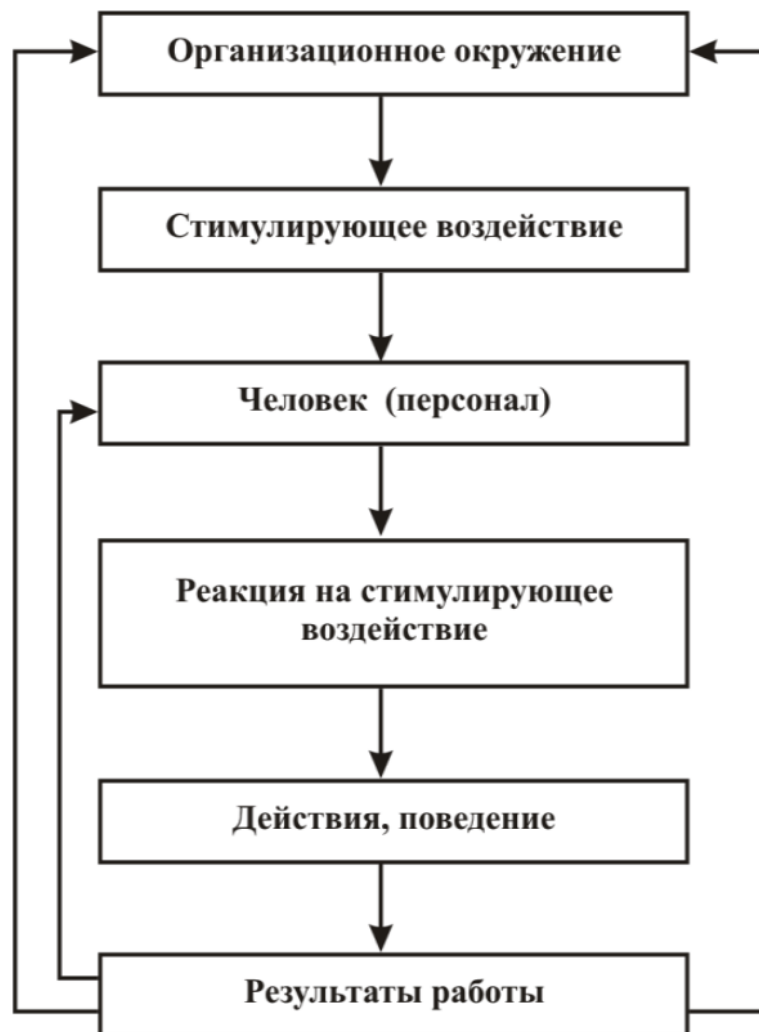 Организационное окружение
Стимулирующее воздействие
Человек (персонал)
Реакция на стимулирующее
воздействие
Действия, поведение
Результаты работы